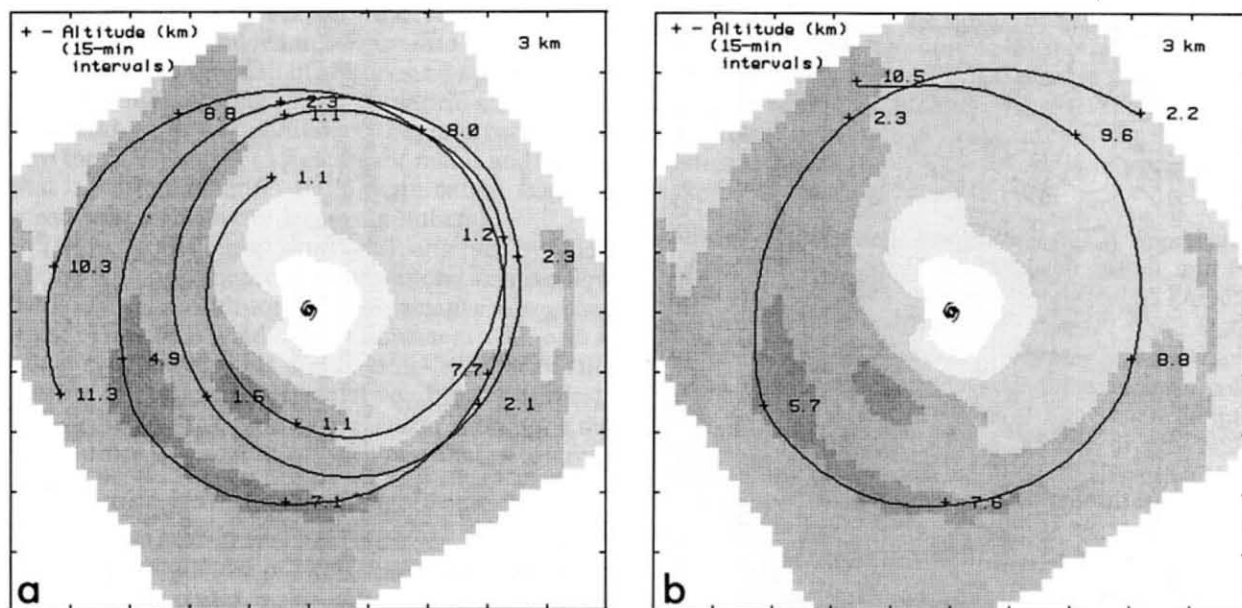 + - Altitude (km)
(15-min
intervals)
3 km
8.8
2.3
1.1
8.0
1.1
1.2
2.3
10.3
4.9
7.7
11.3
1.6
2.1
1.1
7.1
a
+ - Altitude (km)
(15-min
intervals)
3 km
10.5
2.3
2.2
9.6
8.8
5.7
7.6
b